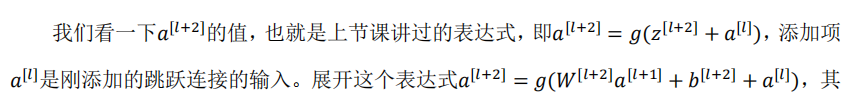 我们看一下a^{[l+2]}的值，也就是上节课讲过的表达式，即a^{[l+2]} = g(z^{[l+2]} + a^{[l]})，添加项
a^{[l]}是刚添加的跳跃连接的输入。展开这个表达式a^{[l+2]} = g(W^{[l+2]}a^{[l+1]} + b^{[l+2]} + a^{[l]})，其